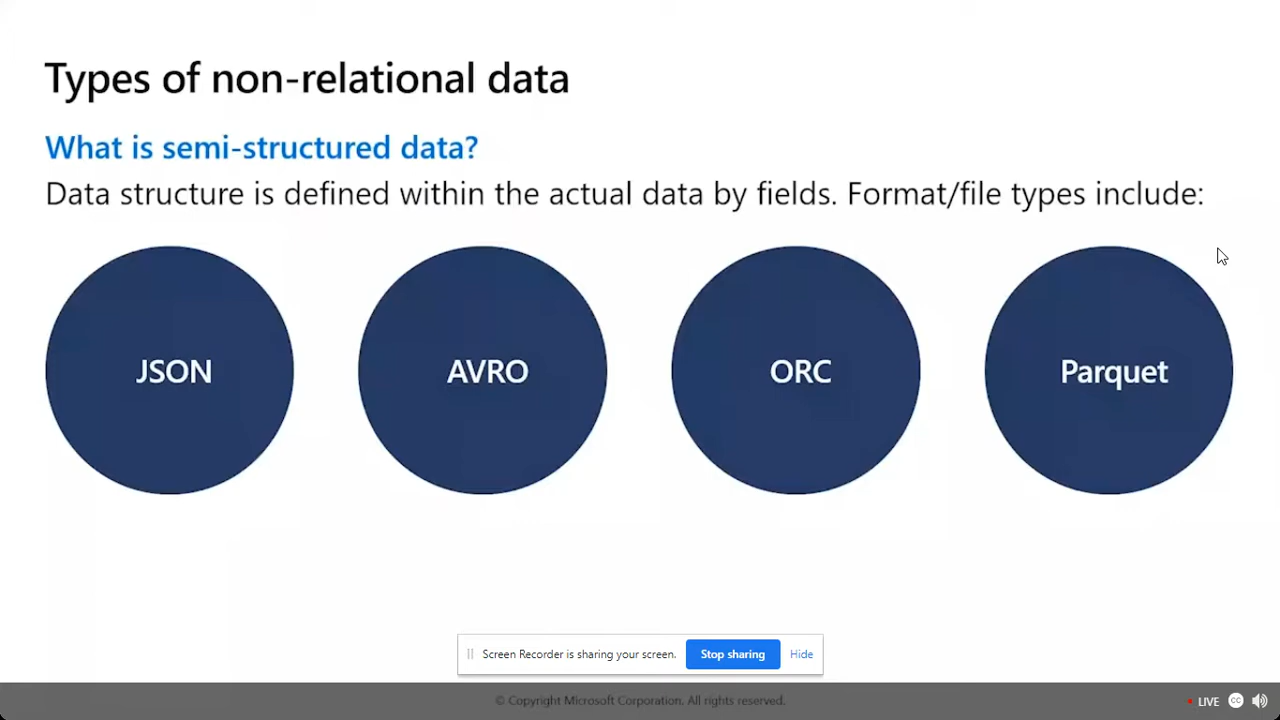 Types of non-relational data
What is semi-structured data?
Data structure is defined within the actual data by fields. Format/file types include:
JSON
AVRO
ORC
Parquet
Screen Recorder is sharing your screen.
Stop sharing
Hide
© Copyright Microsoft Corporation. All rights reserved.
LIVE
CC